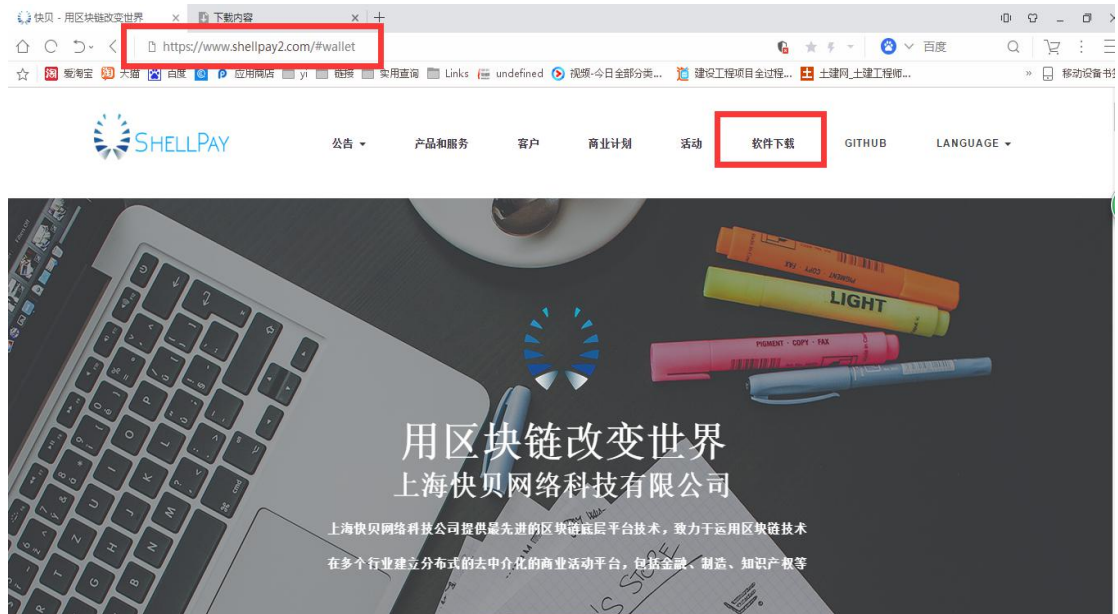 快贝 - 用区块链改变世界
下载内容
https://www.shellpay2.com/#wallet
百度
爱淘宝 天猫 百度 应用商店 yi 链接 实用查询 Links undefined 视频-今日全部分类... 建设工程项目全过程... 土建网_土建工程师... » 移动设备书签
SHELLPAY 公告 产品和服务 客户 商业计划 活动 软件下载 GITHUB LANGUAGE
FAX · COPY PIGMENT
LIGHT
PIGMENT - COPY - FAX
用区块链改变世界
上海快贝网络科技有限公司
上海快贝网络科技公司提供最先进的区块链底层平台技术，致力于运用区块链技术
在多个行业建立分布式的去中介化的商业活动平台，包括金融、制造、知识产权等